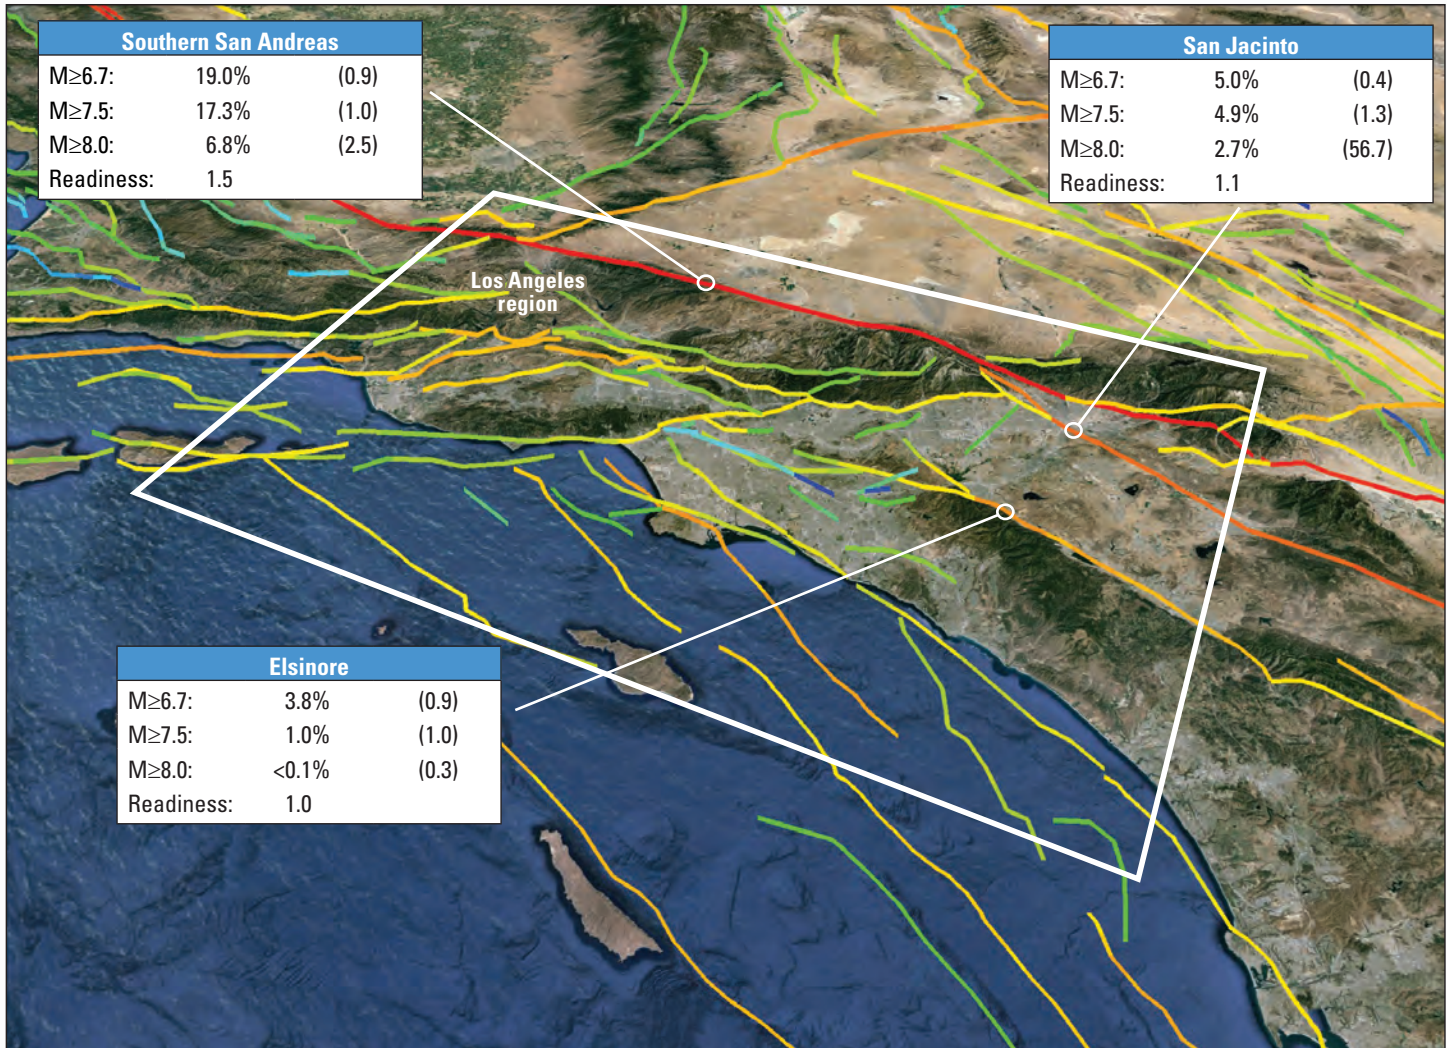 Southern San Andreas
M≥6.7: 19.0% (0.9)
M≥7.5: 17.3% (1.0)
M≥8.0: 6.8% (2.5)
Readiness: 1.5
San Jacinto
M≥6.7: 5.0% (0.4)
M≥7.5: 4.9% (1.3)
M≥8.0: 2.7% (56.7)
Readiness: 1.1
Los Angeles
region
Elsinore
M≥6.7: 3.8% (0.9)
M≥7.5: 1.0% (1.0)
M≥8.0: <0.1% (0.3)
Readiness: 1.0